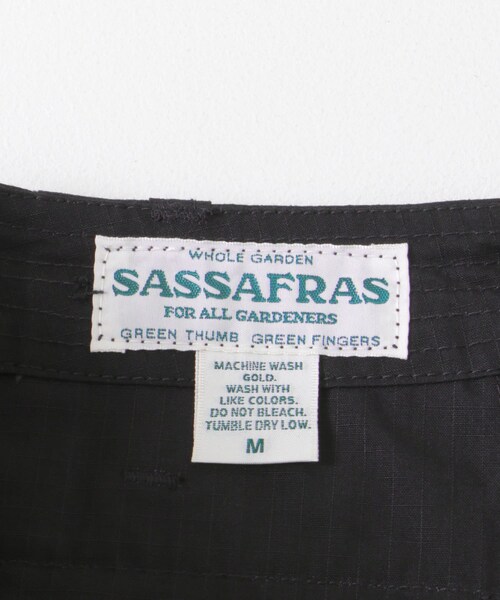 WHOLE GARDEN
SASSAFRAS
FOR ALL GARDENERS
GREEN THUMB GREEN FINGERS
MACHINE WASH
GOLD.
WASH WITH
LIKE COLORS.
DO NOT BLEACH.
TUMBLE DRY LOW.
M